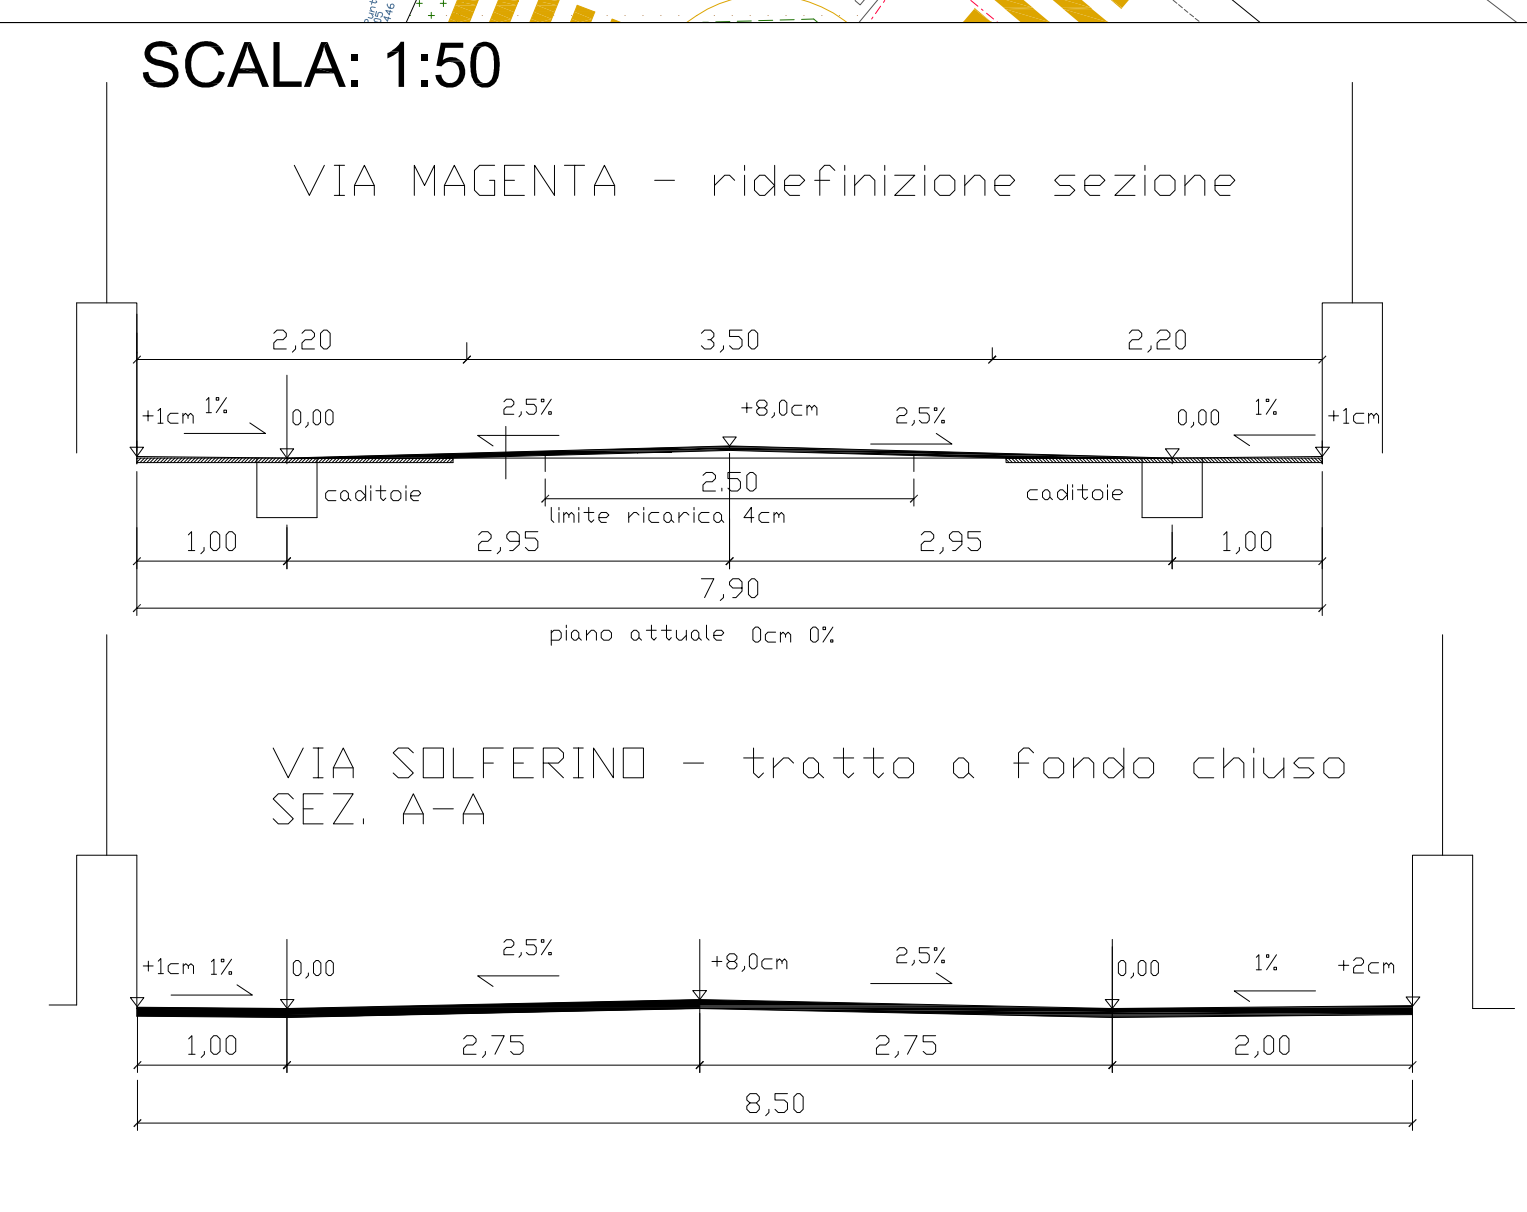 Punt
05
446
SCALA: 1:50
VIA MAGENTA - ridefinizione sezione
2,20 3,50 2,20
+1cm 1% 0,00 2,5% +8,0cm 2,5% 0,00 1% +1cm
caditoie 2.50 caditoie
limite ricarica 4cm
1,00 2,95 2,95 1,00
7,90
piano attuale 0cm 0%
VIA SOLFERINO - tratto a fondo chiuso
SEZ. A-A
+1cm 1% 0,00 2,5% +8,0cm 2,5% 0,00 1% +2cm
1,00 2,75 2,75 2,00
8,50